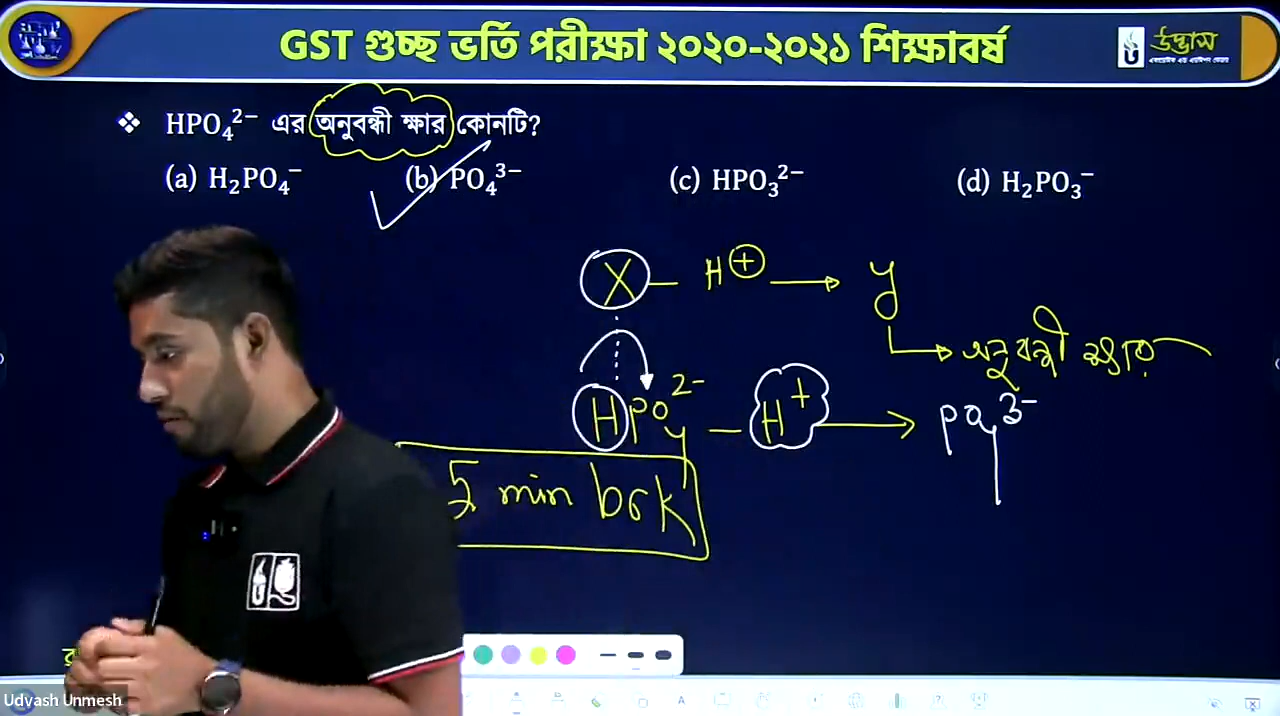 GST গুচ্ছ ভর্তি পরীক্ষা ২০২০-২০২১ শিক্ষাবর্ষ
উদ্ভাস
❖ HPO₄²⁻ এর অনুবন্ধী ক্ষার কোনটি?
(a) H₂PO₄⁻ (b) PO₄³⁻ (c) HPO₃²⁻ (d) H₂PO₃⁻
X — H⊕ → y
অনুবন্ধী ক্ষার
HPO₄²⁻ — H⁺ → PO₄³⁻
5 min brk
Udvash Unmesh